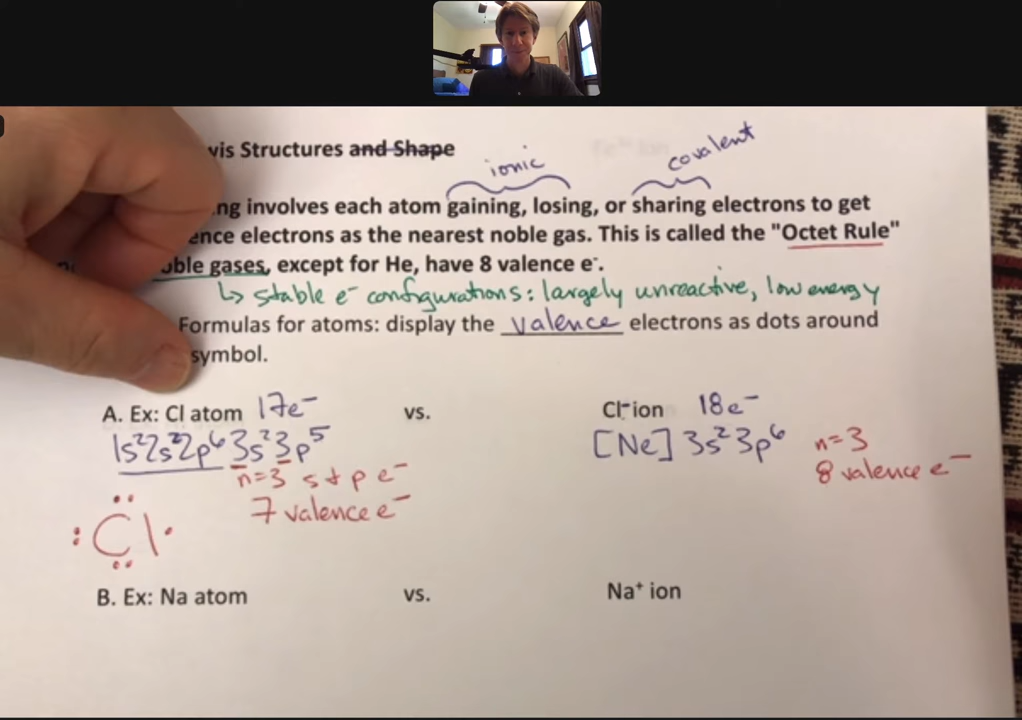 vis Structures and Shape
ionic
covalent
ng involves each atom gaining, losing, or sharing electrons to get
ence electrons as the nearest noble gas. This is called the "Octet Rule"
oble gases, except for He, have 8 valence e⁻.
↳ stable e⁻ configurations: largely unreactive, low energy
Formulas for atoms: display the valence electrons as dots around
symbol.
A. Ex: Cl atom 17e⁻ vs. Cl⁻ ion 18e⁻
1s²2s²2p⁶3s²3p⁵ [Ne] 3s²3p⁶ n=3
n=3 s + p e⁻ 8 valence e⁻
7 valence e⁻
Cl
B. Ex: Na atom vs. Na⁺ ion